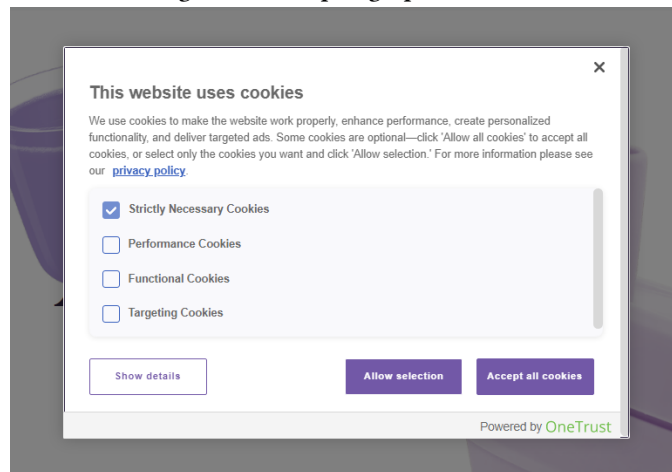 This website uses cookies
We use cookies to make the website work properly, enhance performance, create personalized
functionality, and deliver targeted ads. Some cookies are optional—click 'Allow all cookies' to accept all
cookies, or select only the cookies you want and click 'Allow selection.' For more information please see
our privacy policy.
Strictly Necessary Cookies
Performance Cookies
Functional Cookies
Targeting Cookies
Show details
Allow selection
Accept all cookies
Powered by OneTrust